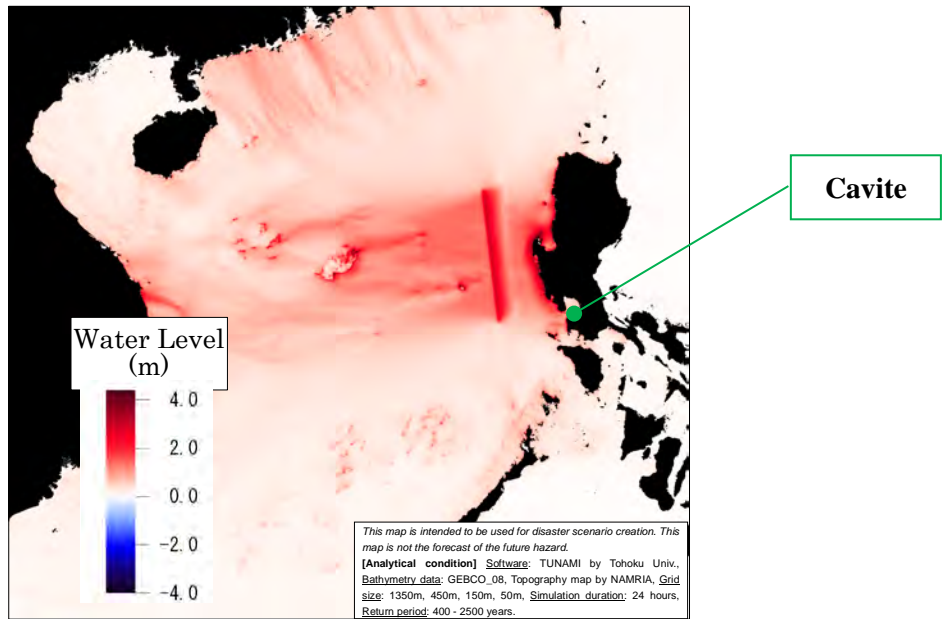 Cavite
Water Level
(m)
4.0
2.0
0.0
-2.0
-4.0
This map is intended to be used for disaster scenario creation. This
map is not the forecast of the future hazard.
[Analytical condition] Software: TUNAMI by Tohoku Univ.,
Bathymetry data: GEBCO_08, Topography map by NAMRIA, Grid
size: 1350m, 450m, 150m, 50m, Simulation duration: 24 hours,
Return period: 400 - 2500 years.